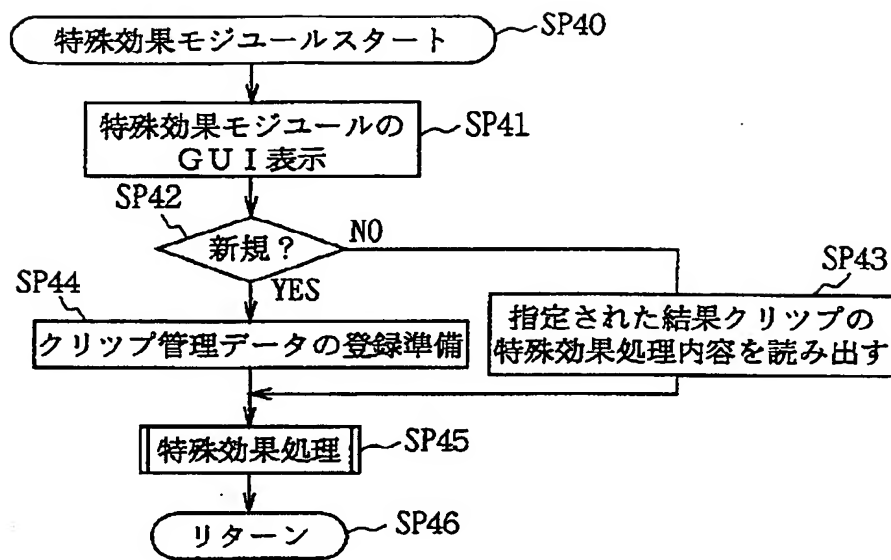 特殊効果モジユールスタート
SP40
特殊効果モジユールの
GUI表示
SP41
SP42
新規?
NO
YES
SP43
指定された結果クリツプの
特殊効果処理内容を読み出す
SP44
クリツプ管理データの登録準備
特殊効果処理
SP45
リターン
SP46